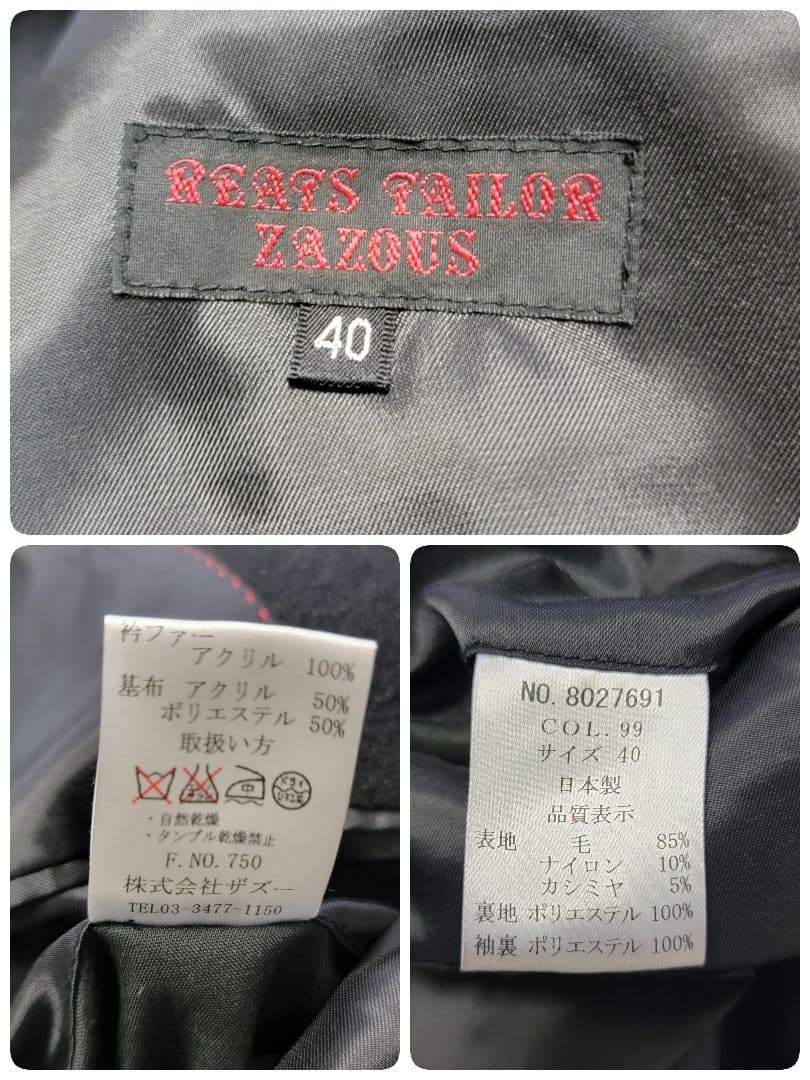 REATS TAILOR
ZAZOUS
40
衿ファー
アクリル 100%
基布 アクリル 50%
ポリエステル 50%
取扱い方
中
ドライ
・自然乾燥
・タンブル乾燥禁止
F.NO.750
株式会社ザズー
TEL03-3477-1150
NO. 8027691
COL. 99
サイズ 40
日本製
品質表示
表地 毛 85%
ナイロン 10%
カシミヤ 5%
裏地 ポリエステル 100%
袖裏 ポリエステル 100%